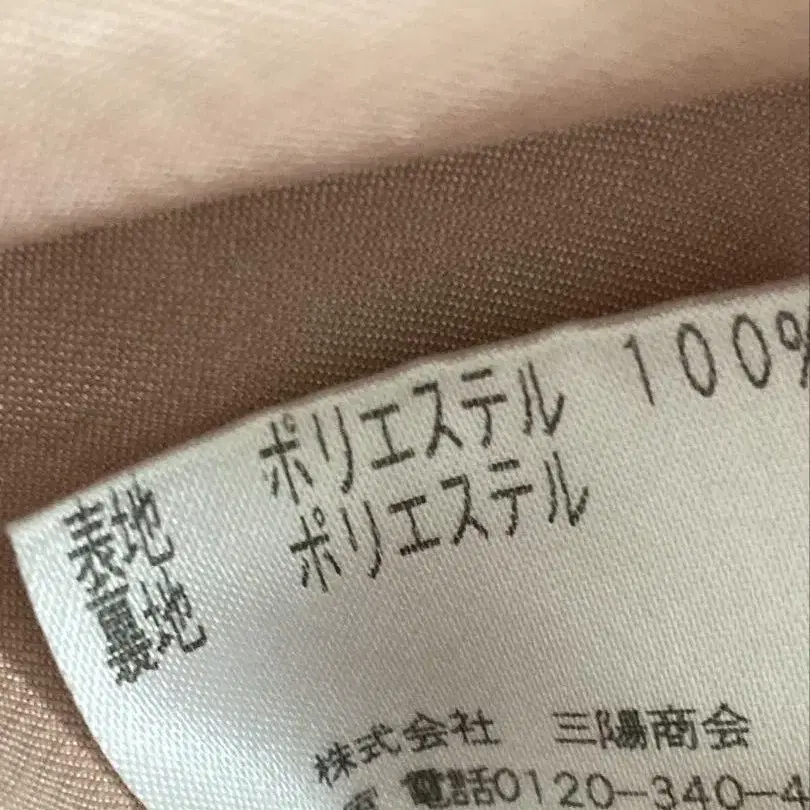 表地 ポリエステル 100%
裏地 ポリエステル
株式会社 三陽商会
電話0120-340-4